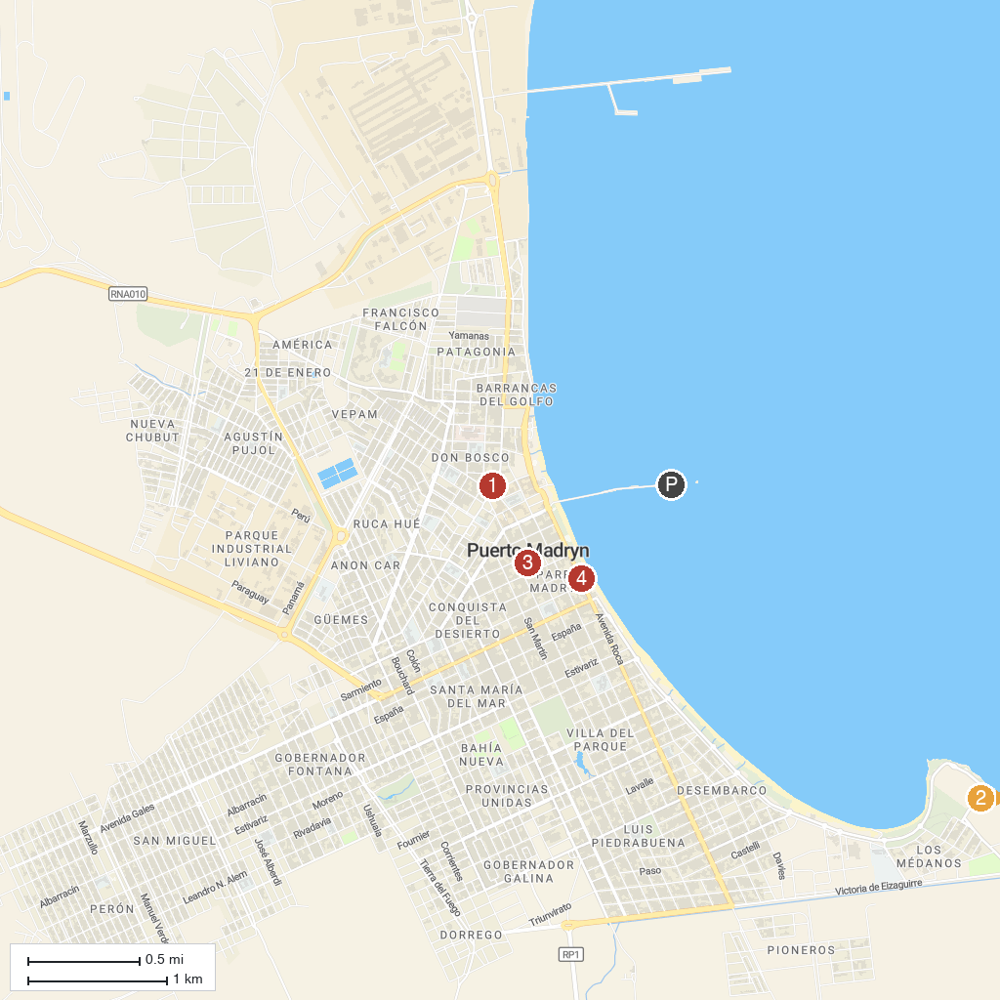 RNA010
FRANCISCO
FALCÓN
Yamanas
AMÉRICA
PATAGONIA
21 DE ENERO
BARRANCAS
DEL GOLFO
VEPAM
NUEVA
CHUBUT
AGUSTÍN
PUJOL
DON BOSCO
1
P
Perú
RUCA HUÉ
PARQUE
INDUSTRIAL
LIVIANO
Puerto Madryn
3
ANON CAR
4
Paraguay
Panamá
GÜEMES
CONQUISTA
DEL
DESIERTO
San Martín
España
Avenida Roca
Colón
Bouchard
Estivariz
Sarmiento
SANTA MARÍA
DEL MAR
España
VILLA DEL
PARQUE
BAHÍA
NUEVA
GOBERNADOR
FONTANA
Lavalle
DESEMBARCO
2
PROVINCIAS
UNIDAS
Albarracín
Moreno
Avenida Gales
Estivariz
Rivadavia
Ushuaia
Marzullo
SAN MIGUEL
José Alberdi
Fournier
LUIS
PIEDRABUENA
Castelli
LOS
MÉDANOS
Corrientes
GOBERNADOR
GALINA
Paso
Davies
Tierra del Fuego
Leandro N. Alem
Albarracín
Victoria de Eizaguirre
PERÓN
Triunvirato
DORREGO
RP1
PIONEROS
0.5 mi
1 km